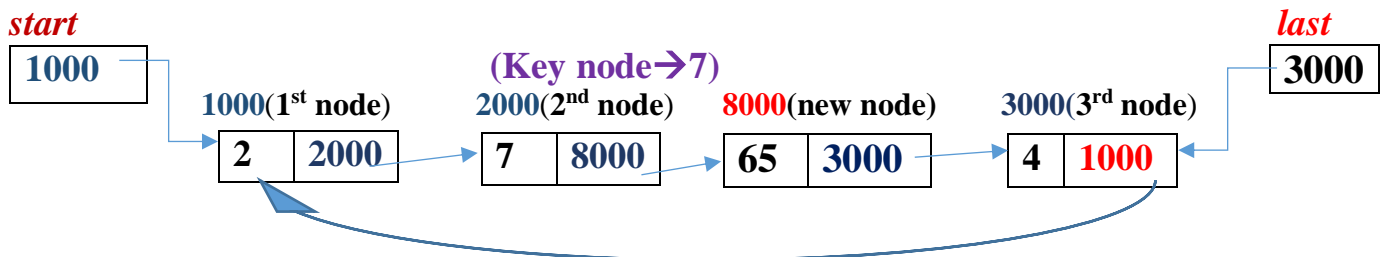 start last
1000 (Key node→7) 3000
1000(1st node) 2000(2nd node) 8000(new node) 3000(3rd node)
2 2000 7 8000 65 3000 4 1000